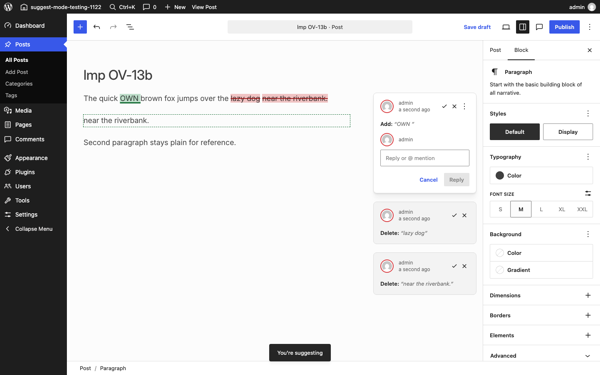 suggest-mode-testing-1122
Ctrl+K
0
New
View Post
admin
Dashboard
Posts
All Posts
Add Post
Categories
Tags
Media
Pages
Comments
Appearance
Plugins
Users
Tools
Settings
Collapse Menu
Imp OV-13b · Post
Save draft
Publish
Imp OV-13b
The quick OWN brown fox jumps over the lazy dog near the riverbank.
near the riverbank.
Second paragraph stays plain for reference.
admin
a second ago
Add: “OWN ”
admin
Reply or @ mention
Cancel
Reply
admin
a second ago
Delete: “lazy dog”
admin
a second ago
Delete: “near the riverbank.”
You're suggesting
Post / Paragraph
Post
Block
Paragraph
Start with the basic building block of
all narrative.
Styles
Default
Display
Typography
Color
FONT SIZE
S
M
L
XL
XXL
Background
Color
Gradient
Dimensions
Borders
Elements
Advanced